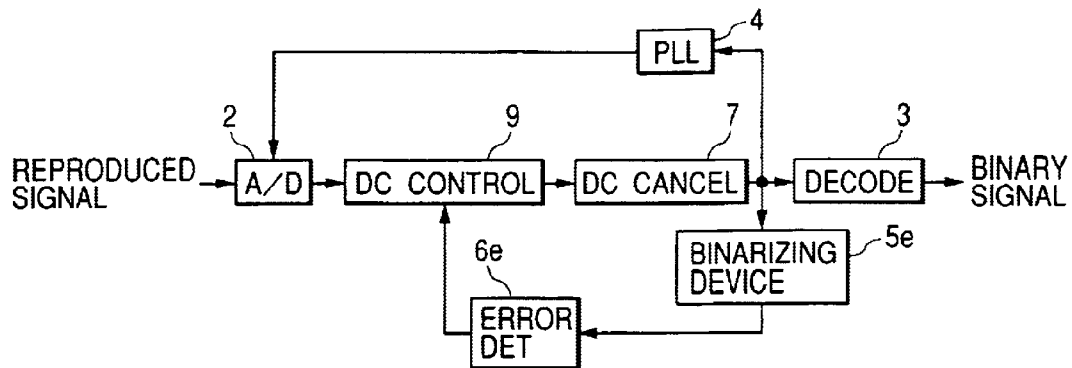 4
PLL
2
9
7
3
REPRODUCED
SIGNAL
A/D
DC CONTROL
DC CANCEL
DECODE
BINARY
SIGNAL
6e
5e
BINARIZING
DEVICE
ERROR
DET